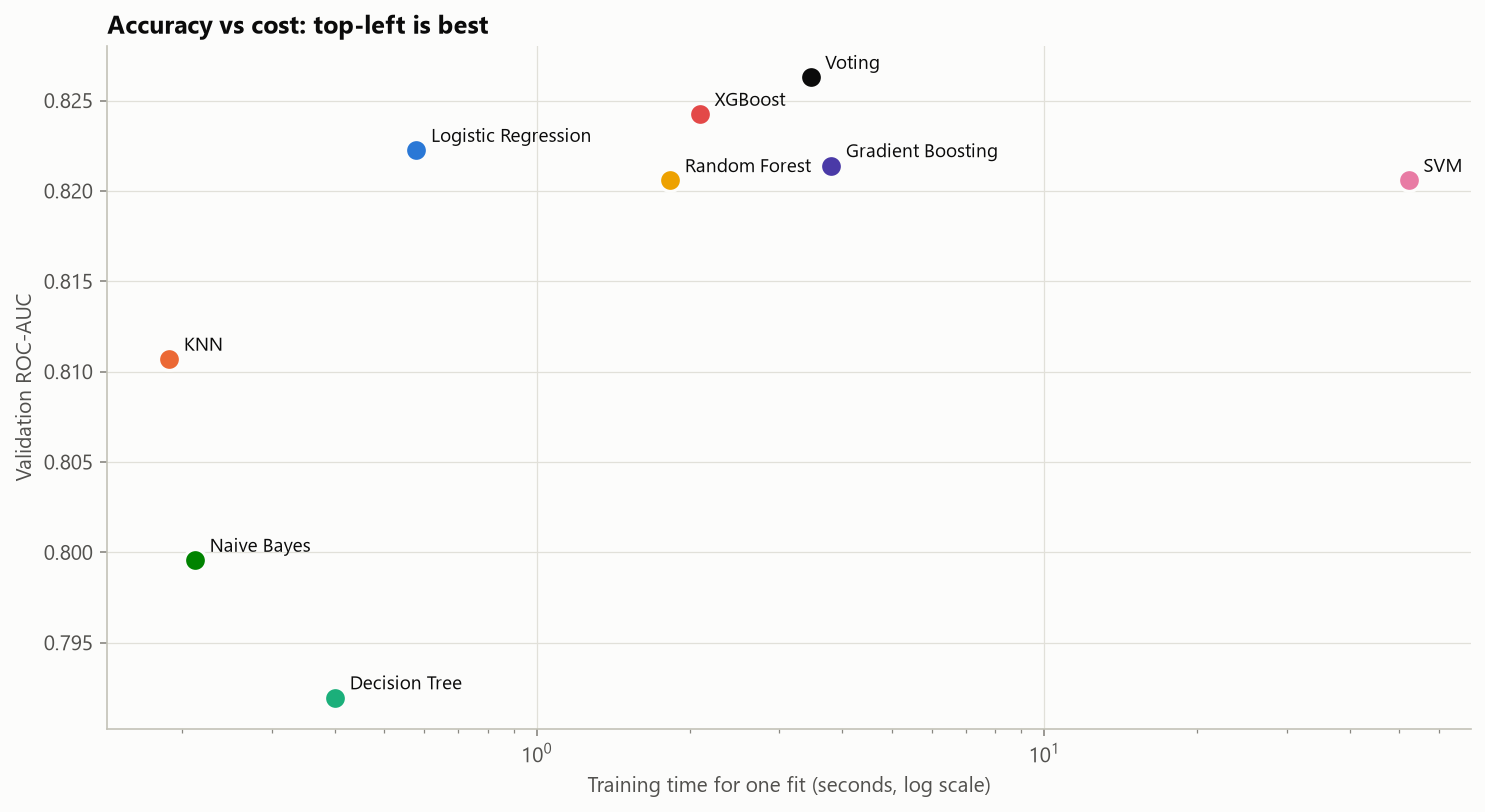 Accuracy vs cost: top-left is best
Voting
0.825
XGBoost
Logistic Regression
Gradient Boosting
Random Forest
SVM
0.820
0.815
KNN
0.810
0.805
Naive Bayes
0.800
0.795
Decision Tree
Validation ROC-AUC
10⁰
10¹
Training time for one fit (seconds, log scale)